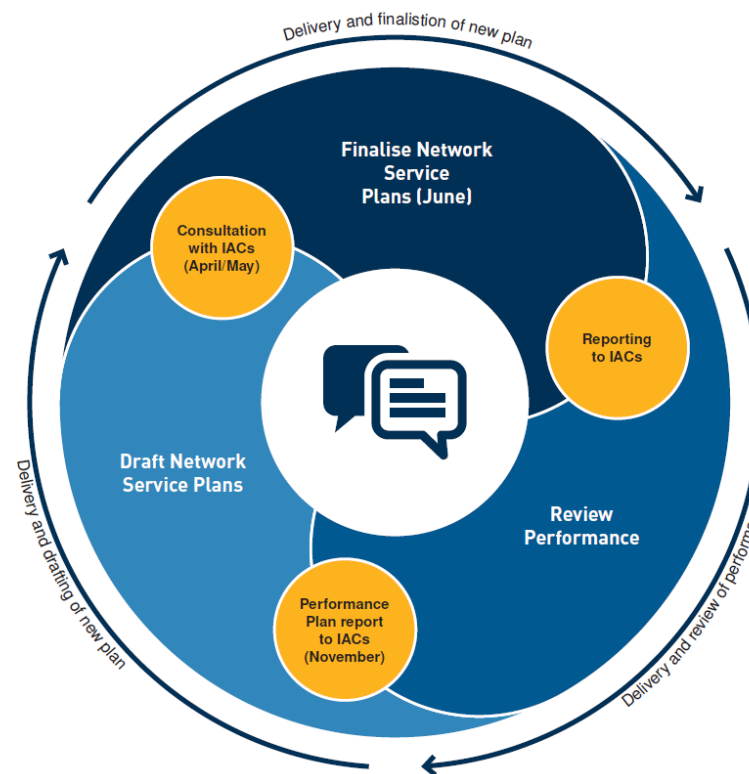 Delivery and finalistion of new plan
Finalise Network
Service
Plans (June)
Consultation
with IACs
(April/May)
Reporting
to IACs
Draft Network
Service Plans
Review
Performance
Performance
Plan report
to IACs
(November)
Delivery and drafting of new plan
Delivery and review of